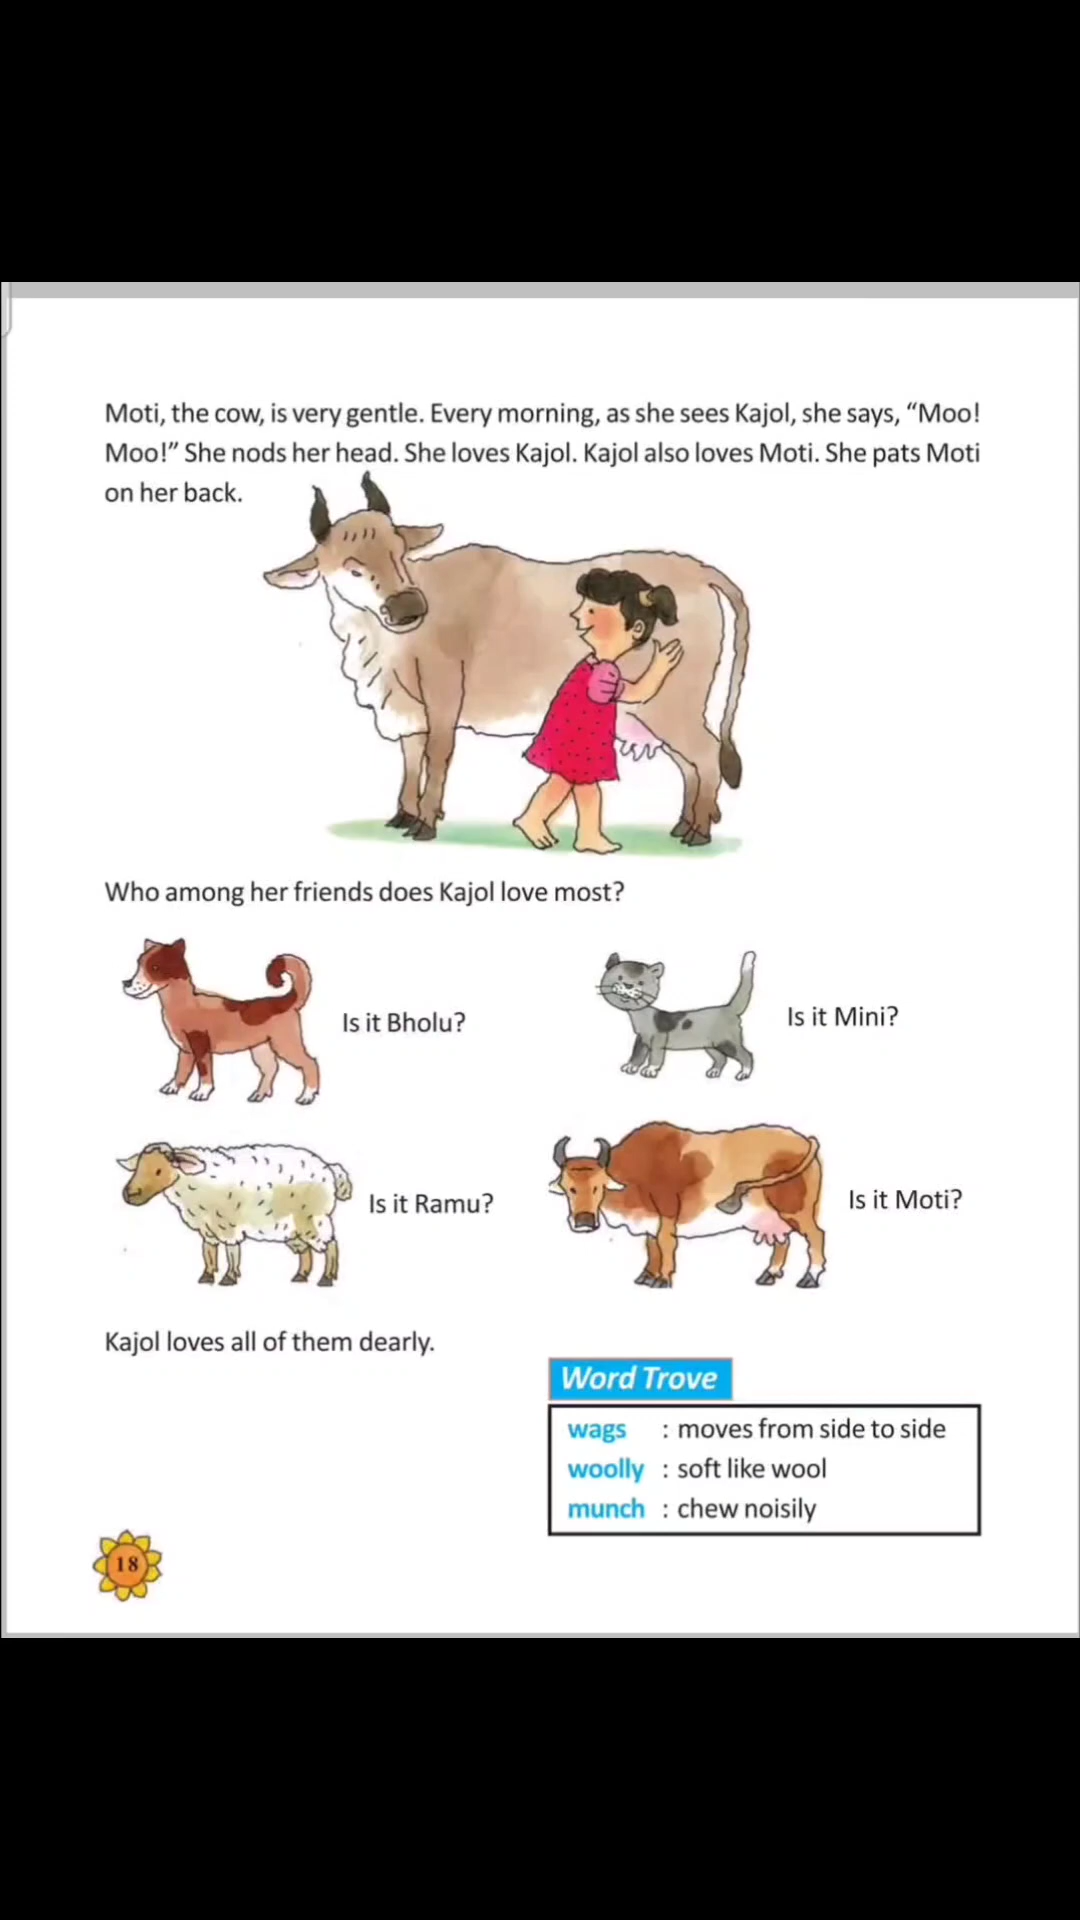 Moti, the cow, is very gentle. Every morning, as she sees Kajol, she says, “Moo!
Moo!” She nods her head. She loves Kajol. Kajol also loves Moti. She pats Moti
on her back.
Who among her friends does Kajol love most?
Is it Bholu?
Is it Mini?
Is it Ramu?
Is it Moti?
Kajol loves all of them dearly.
Word Trove
wags : moves from side to side
woolly : soft like wool
munch : chew noisily
18